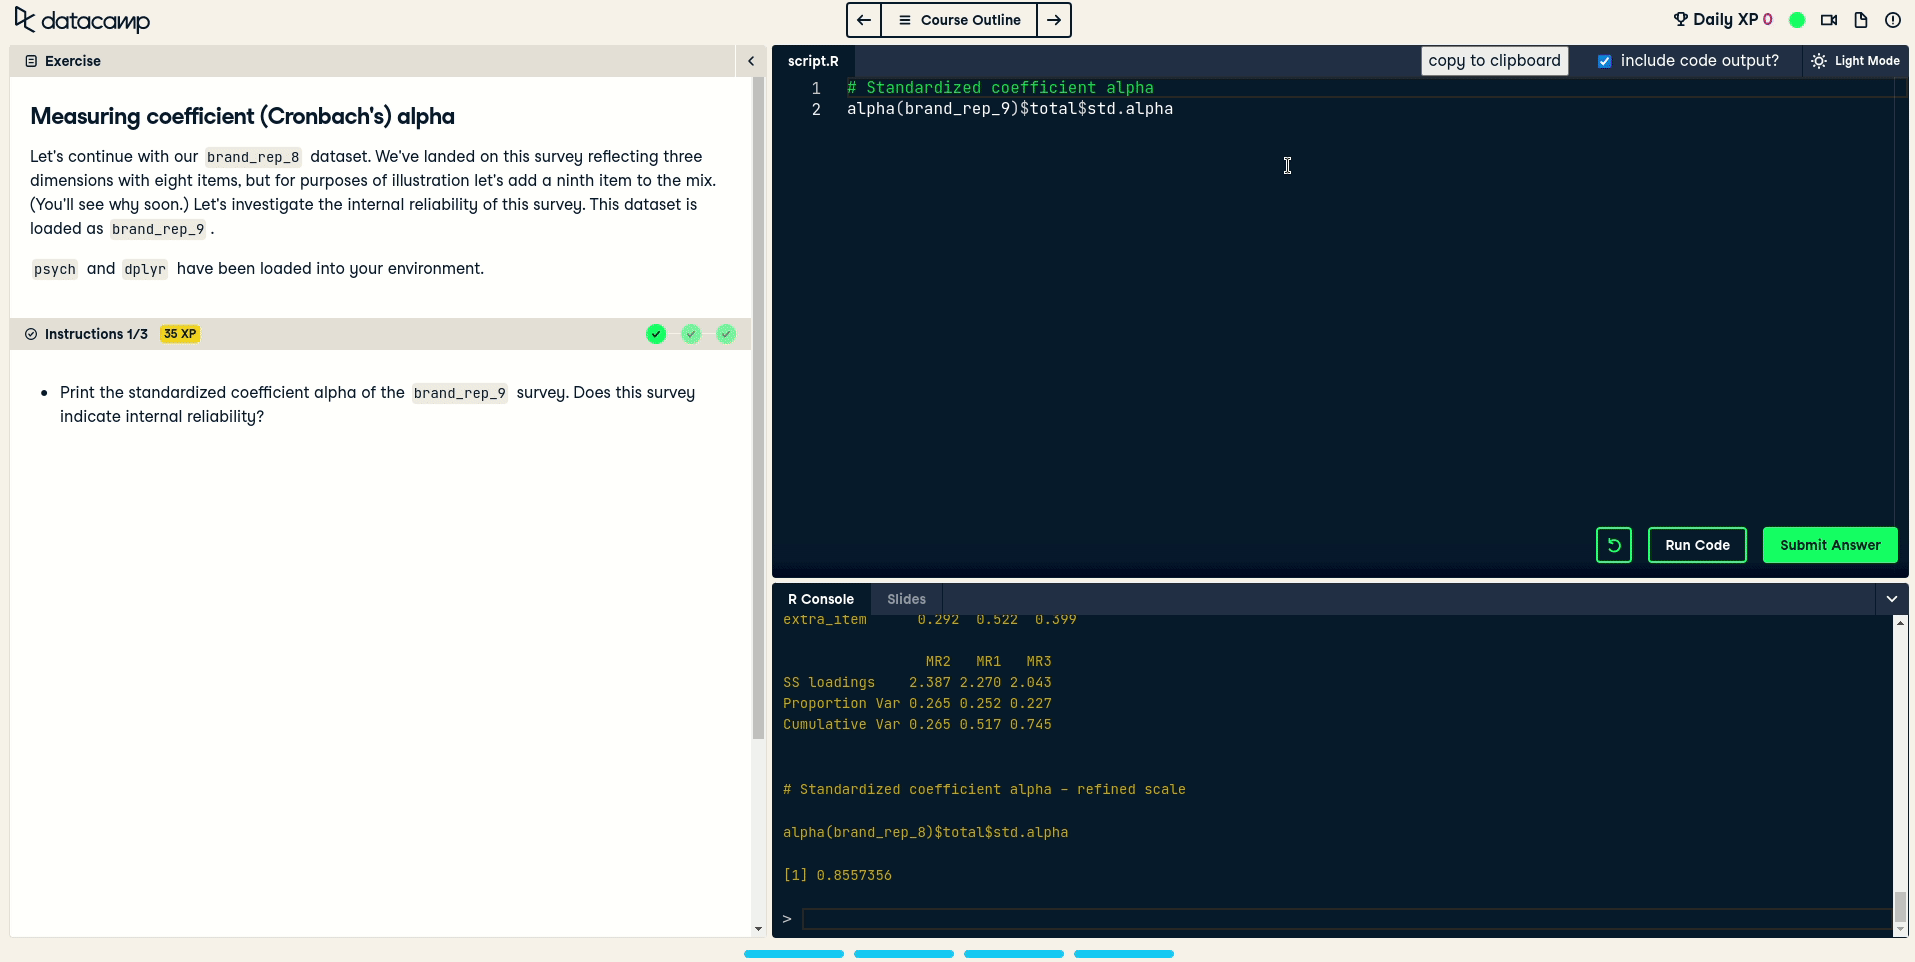 datacamp
Course Outline
Daily XP 0
Exercise
Measuring coefficient (Cronbach's) alpha
Let's continue with our brand_rep_8 dataset. We've landed on this survey reflecting three
dimensions with eight items, but for purposes of illustration let's add a ninth item to the mix.
(You'll see why soon.) Let's investigate the internal reliability of this survey. This dataset is
loaded as brand_rep_9 .
psych and dplyr have been loaded into your environment.
Instructions 1/3 35 XP
• Print the standardized coefficient alpha of the brand_rep_9 survey. Does this survey
indicate internal reliability?
script.R
copy to clipboard
include code output?
Light Mode
1 # Standardized coefficient alpha
2 alpha(brand_rep_9)$total$std.alpha
Run Code
Submit Answer
R Console
Slides
extra_item 0.292 0.522 0.399
MR2 MR1 MR3
SS loadings 2.387 2.270 2.043
Proportion Var 0.265 0.252 0.227
Cumulative Var 0.265 0.517 0.745
# Standardized coefficient alpha - refined scale
alpha(brand_rep_8)$total$std.alpha
[1] 0.8557356
>